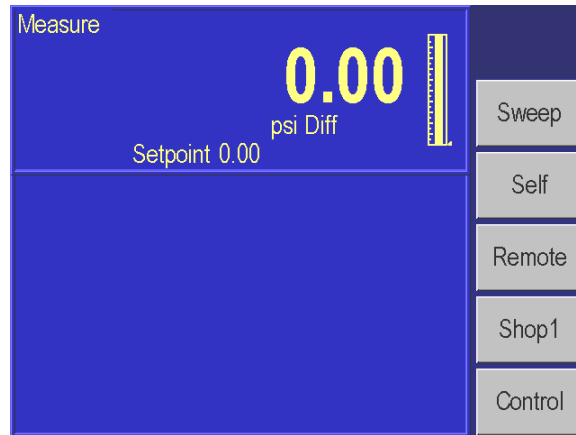 Measure
0.00
psi Diff
Setpoint 0.00
Sweep
Self
Remote
Shop1
Control